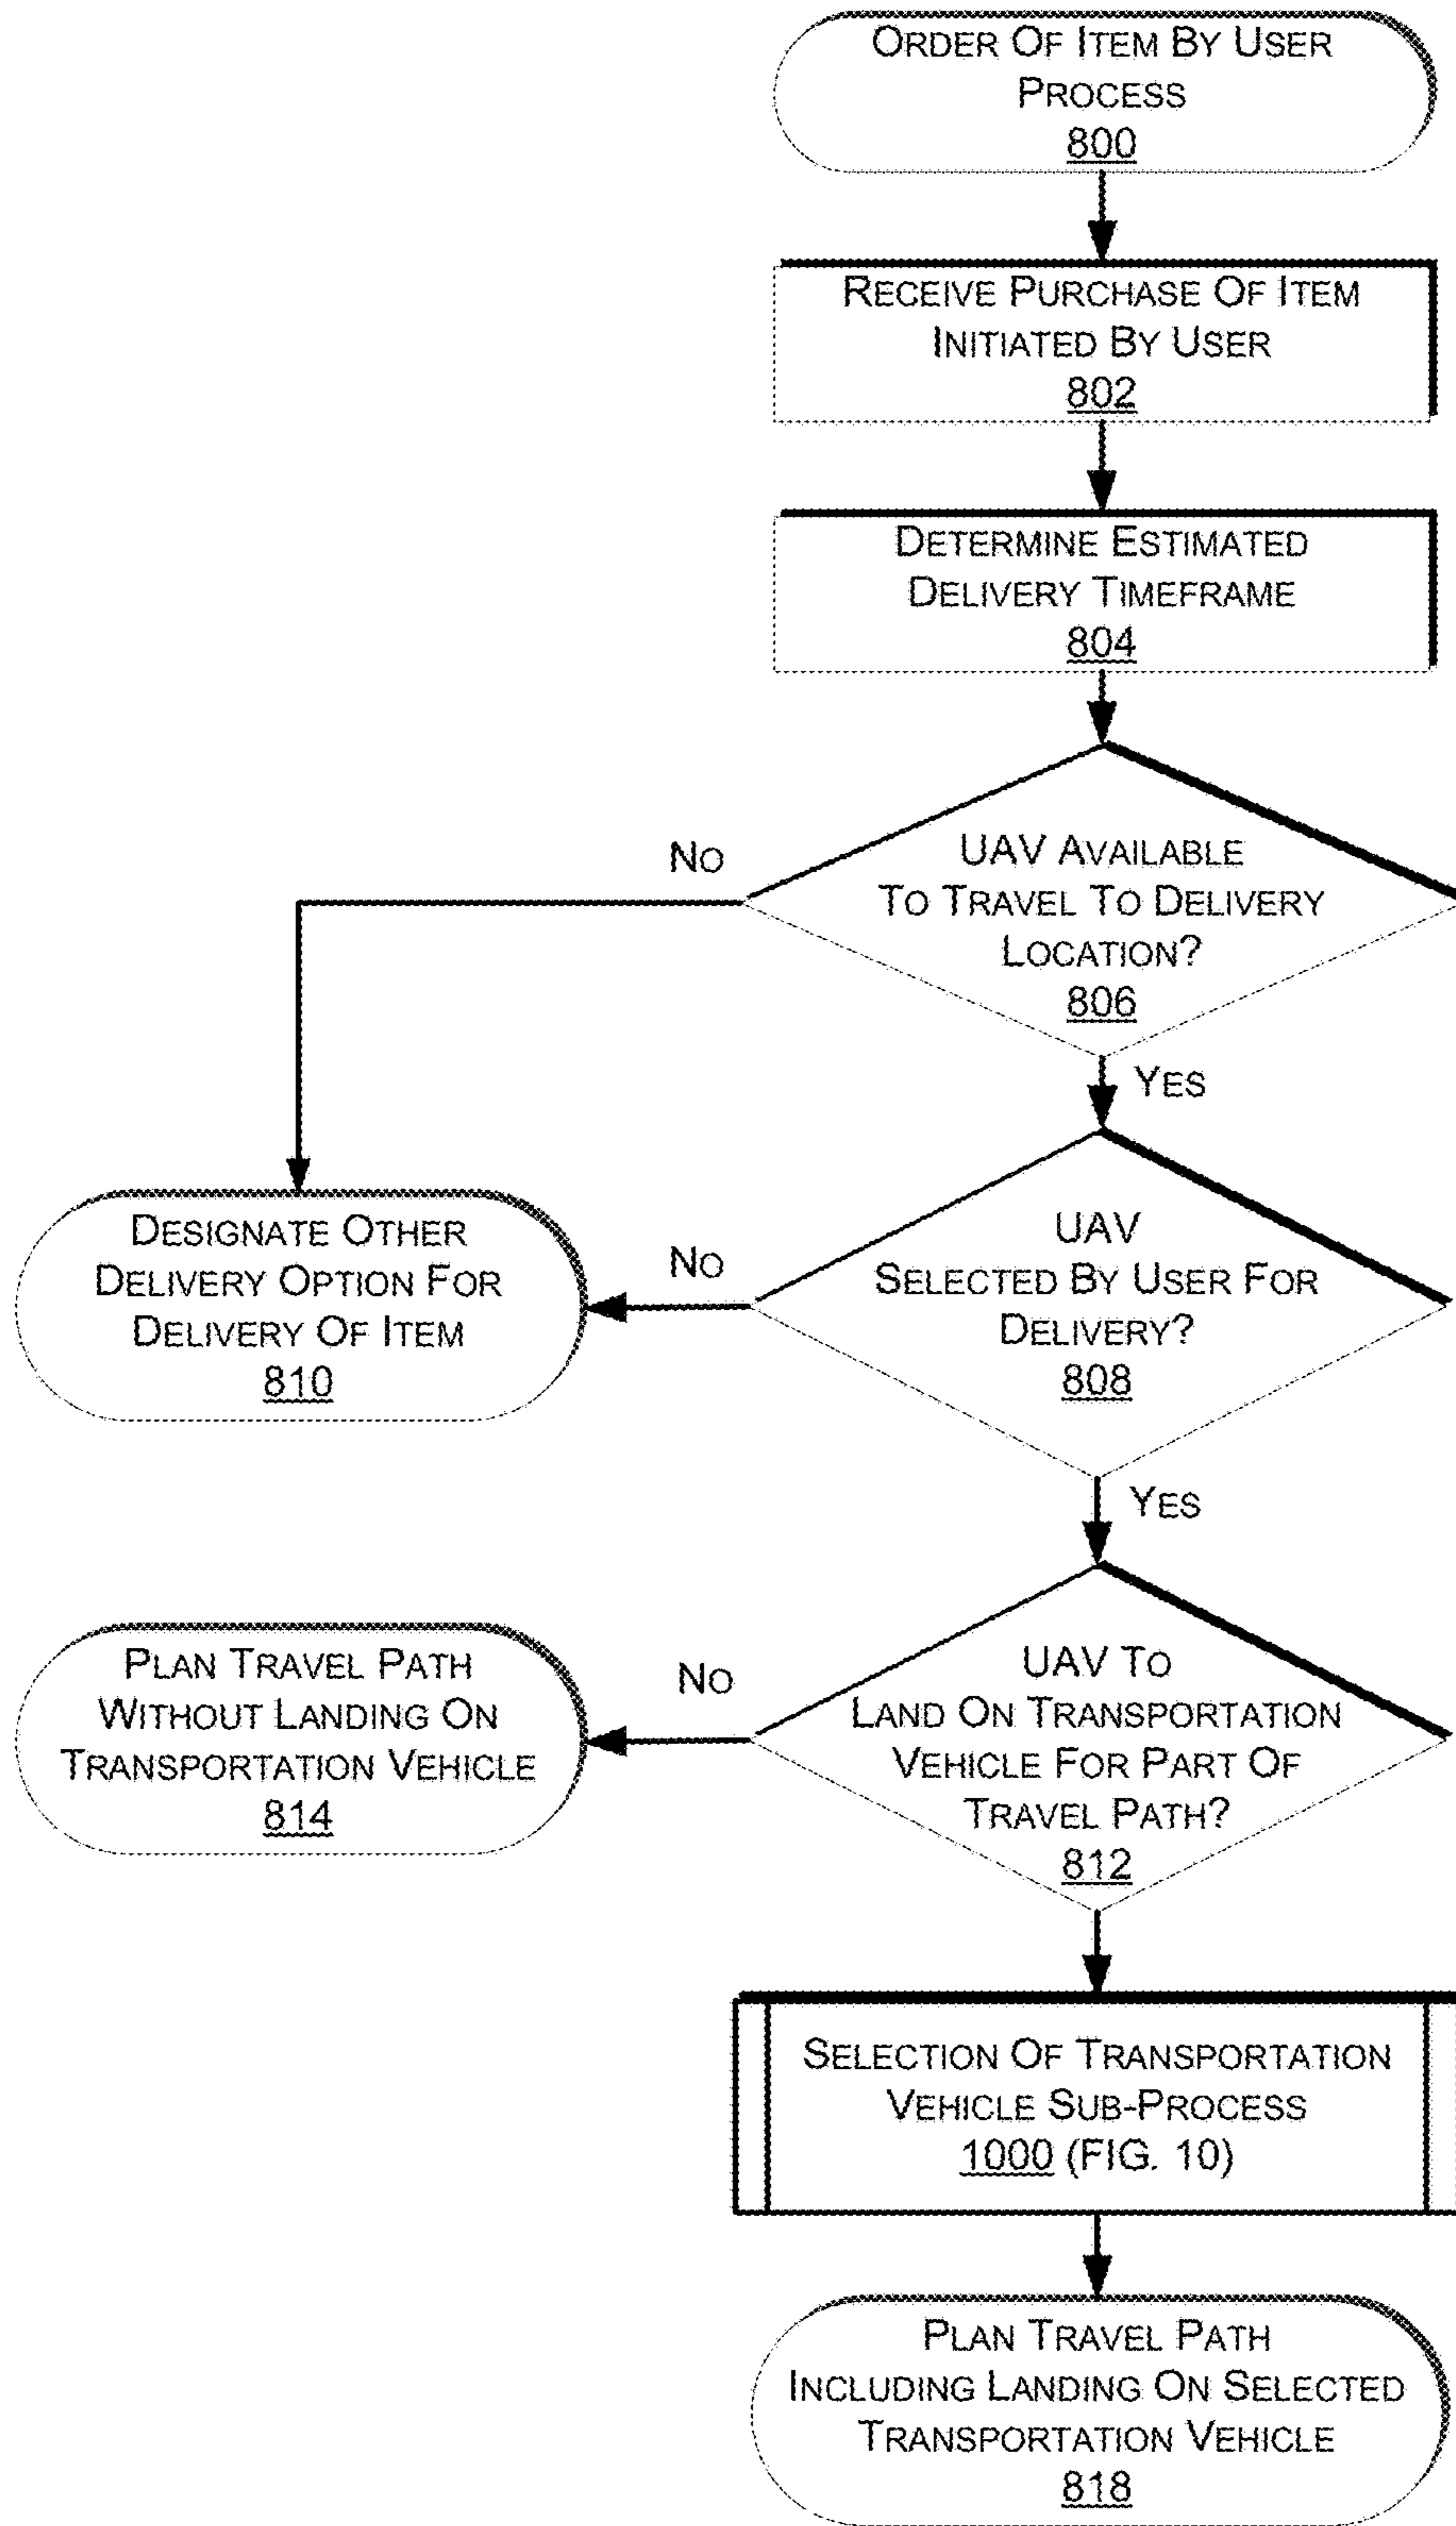 ORDER OF ITEM BY USER
PROCESS
800
RECEIVE PURCHASE OF ITEM
INITIATED BY USER
802
DETERMINE ESTIMATED
DELIVERY TIMEFRAME
804
NO
UAV AVAILABLE
TO TRAVEL TO DELIVERY
LOCATION?
806
YES
DESIGNATE OTHER
DELIVERY OPTION FOR
DELIVERY OF ITEM
810
NO
UAV
SELECTED BY USER FOR
DELIVERY?
808
YES
PLAN TRAVEL PATH
WITHOUT LANDING ON
TRANSPORTATION VEHICLE
814
NO
UAV TO
LAND ON TRANSPORTATION
VEHICLE FOR PART OF
TRAVEL PATH?
812
SELECTION OF TRANSPORTATION
VEHICLE SUB-PROCESS
1000 (FIG. 10)
PLAN TRAVEL PATH
INCLUDING LANDING ON SELECTED
TRANSPORTATION VEHICLE
818